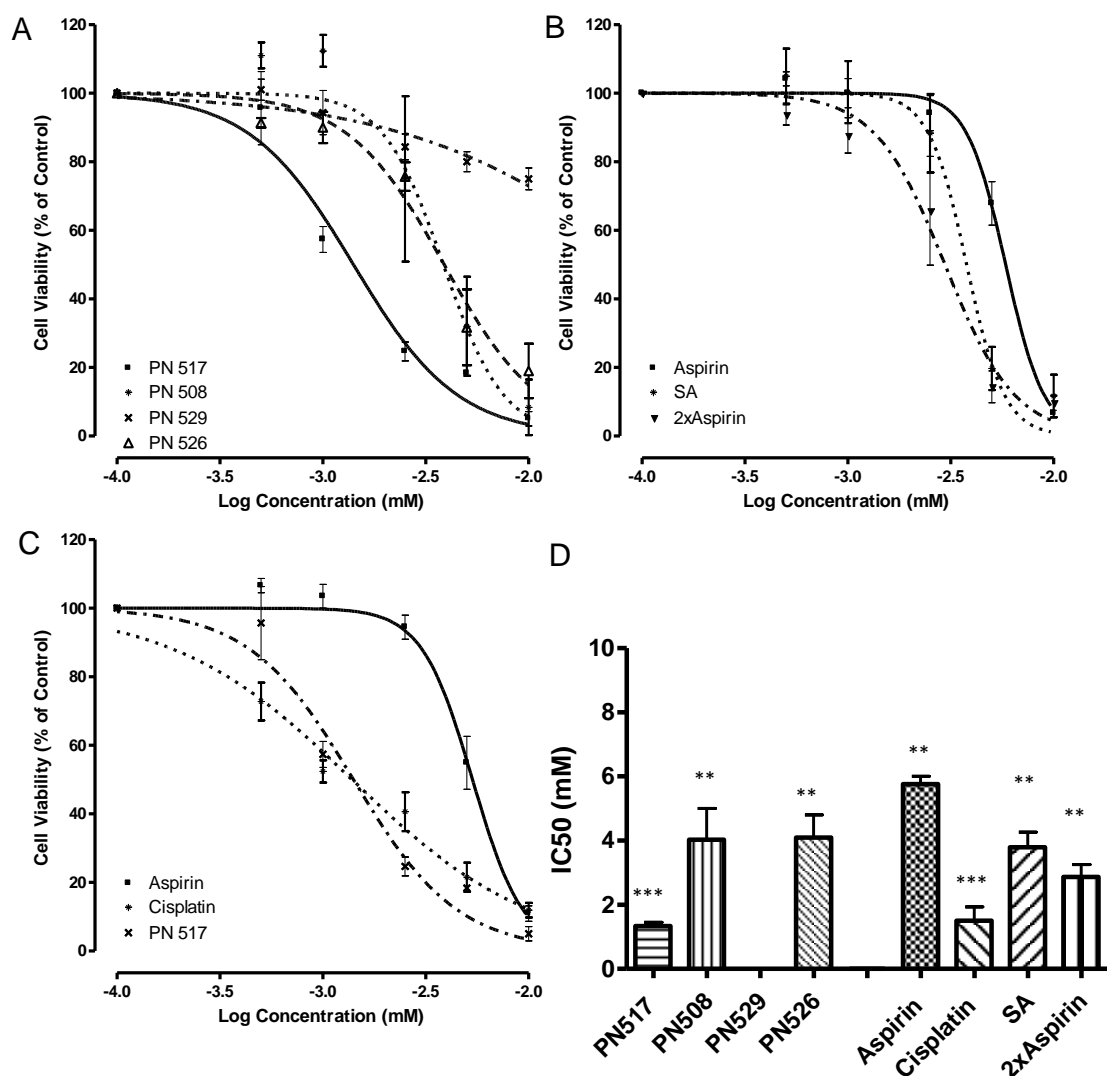 A
Cell Viability (% of Control)
120
100
80
60
40
20
0
PN 517
PN 508
PN 529
PN 526
-4.0
-3.5
-3.0
-2.5
-2.0
Log Concentration (mM)
B
Cell Viability (% of Control)
120
100
80
60
40
20
0
Aspirin
SA
2xAspirin
-4.0
-3.5
-3.0
-2.5
-2.0
Log Concentration (mM)
C
Cell Viability (% of Control)
120
100
80
60
40
20
0
Aspirin
Cisplatin
PN 517
-4.0
-3.5
-3.0
-2.5
-2.0
Log Concentration (mM)
D
IC50 (mM)
10
8
6
4
2
0
***
**
**
**
***
**
**
PN517
PN508
PN529
PN526
Aspirin
Cisplatin
SA
2xAspirin